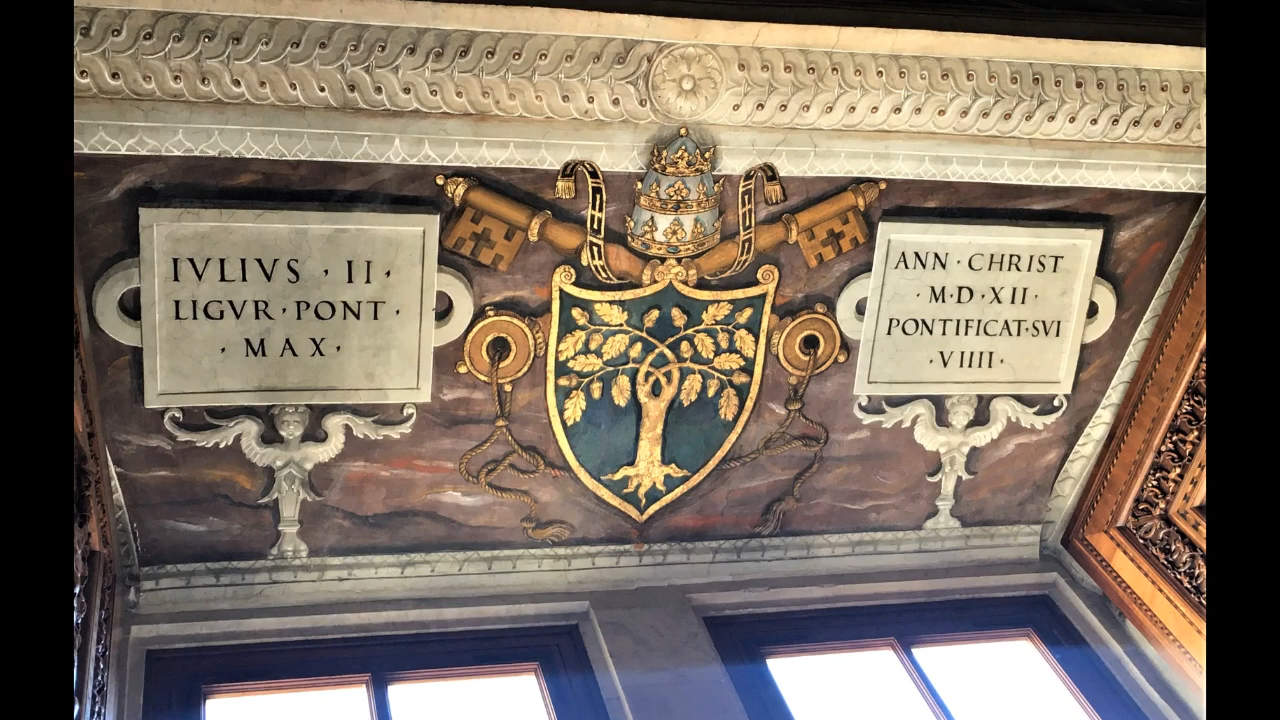 IVLIVS · II ·
LIGVR · PONT ·
· MAX ·
ANN · CHRIST
· M · D · XII ·
PONTIFICAT · SVI
· VIIII ·